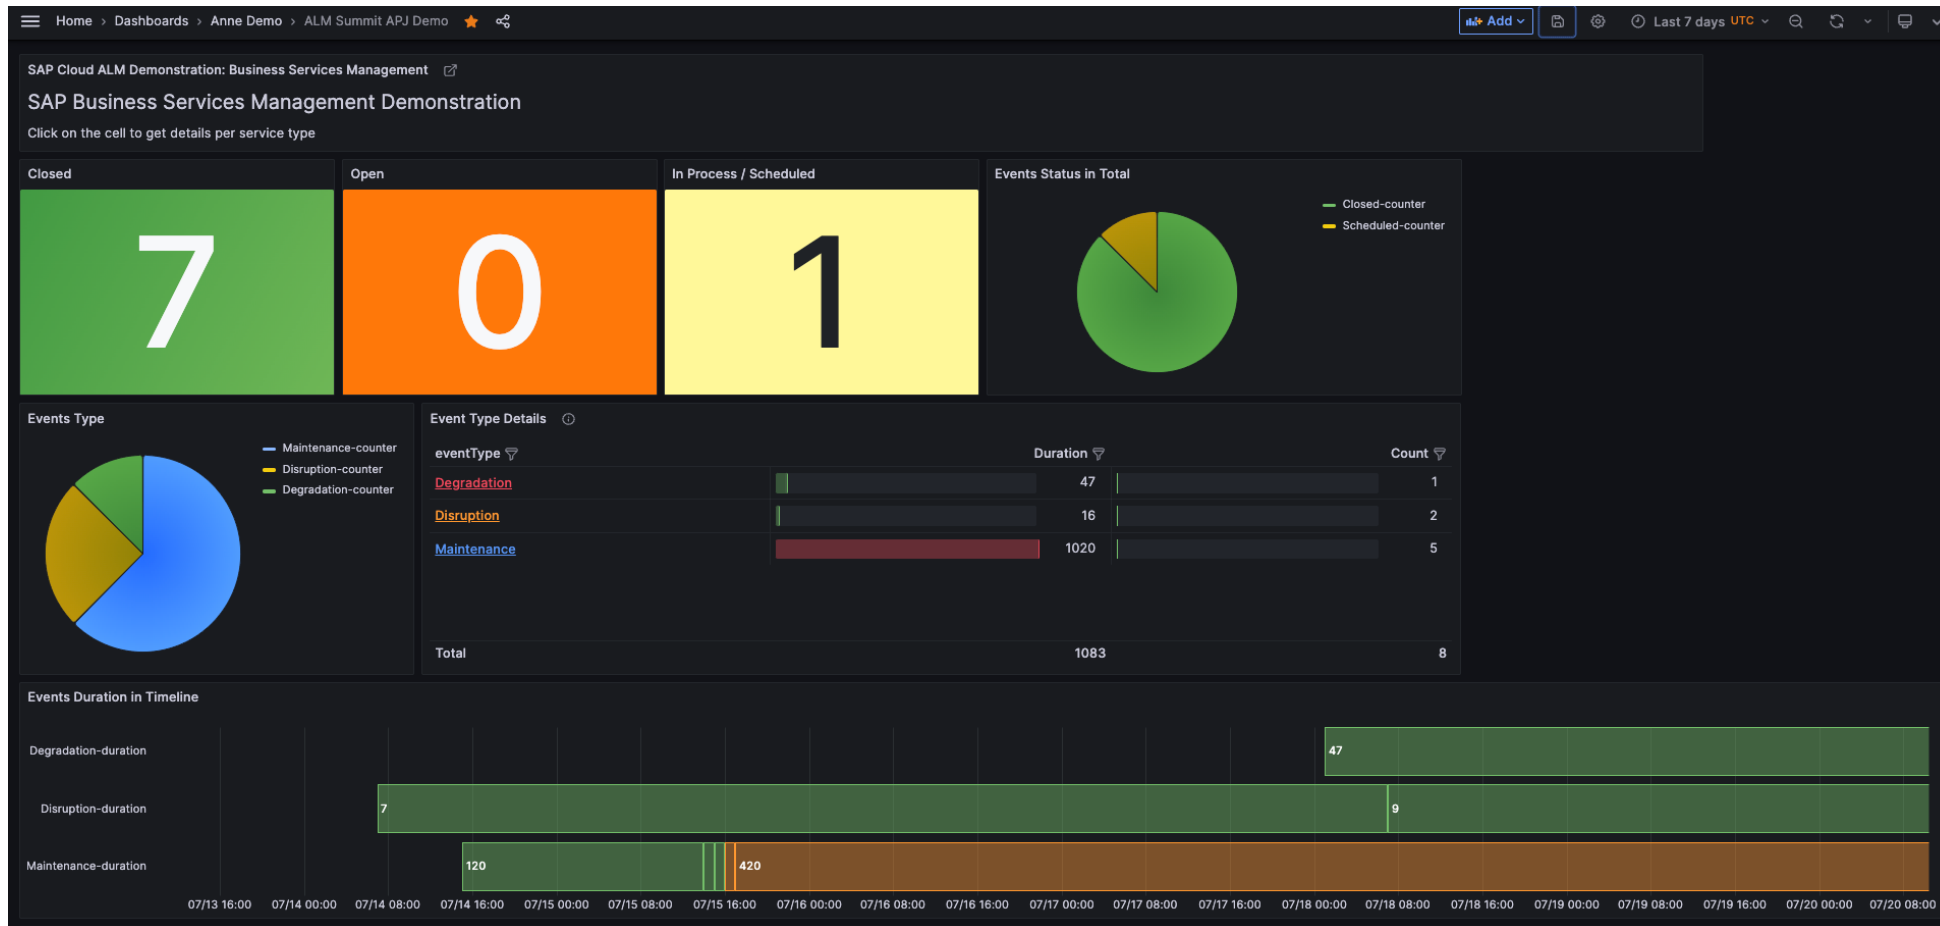 Home › Dashboards › Anne Demo › ALM Summit APJ Demo
Add
Last 7 days UTC
SAP Cloud ALM Demonstration: Business Services Management
SAP Business Services Management Demonstration
Click on the cell to get details per service type
Closed
7
Open
0
In Process / Scheduled
1
Events Status in Total
Closed-counter
Scheduled-counter
Events Type
Maintenance-counter
Disruption-counter
Degradation-counter
Event Type Details
eventType Duration Count
Degradation 47 1
Disruption 16 2
Maintenance 1020 5
Total 1083 8
Events Duration in Timeline
Degradation-duration 47
Disruption-duration 7 9
Maintenance-duration 120 420
07/13 16:00 07/14 00:00 07/14 08:00 07/14 16:00 07/15 00:00 07/15 08:00 07/15 16:00 07/16 00:00 07/16 08:00 07/16 16:00 07/17 00:00 07/17 08:00 07/17 16:00 07/18 00:00 07/18 08:00 07/18 16:00 07/19 00:00 07/19 08:00 07/19 16:00 07/20 00:00 07/20 08:00